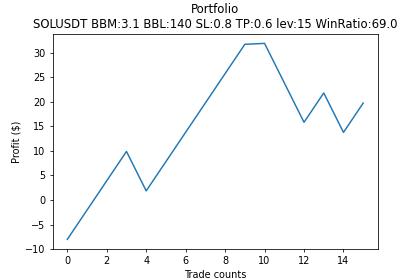 Portfolio
SOLUSDT BBM:3.1 BBL:140 SL:0.8 TP:0.6 lev:15 WinRatio:69.0
30
25
20
15
10
5
0
−5
−10
Profit ($)
0 2 4 6 8 10 12 14
Trade counts